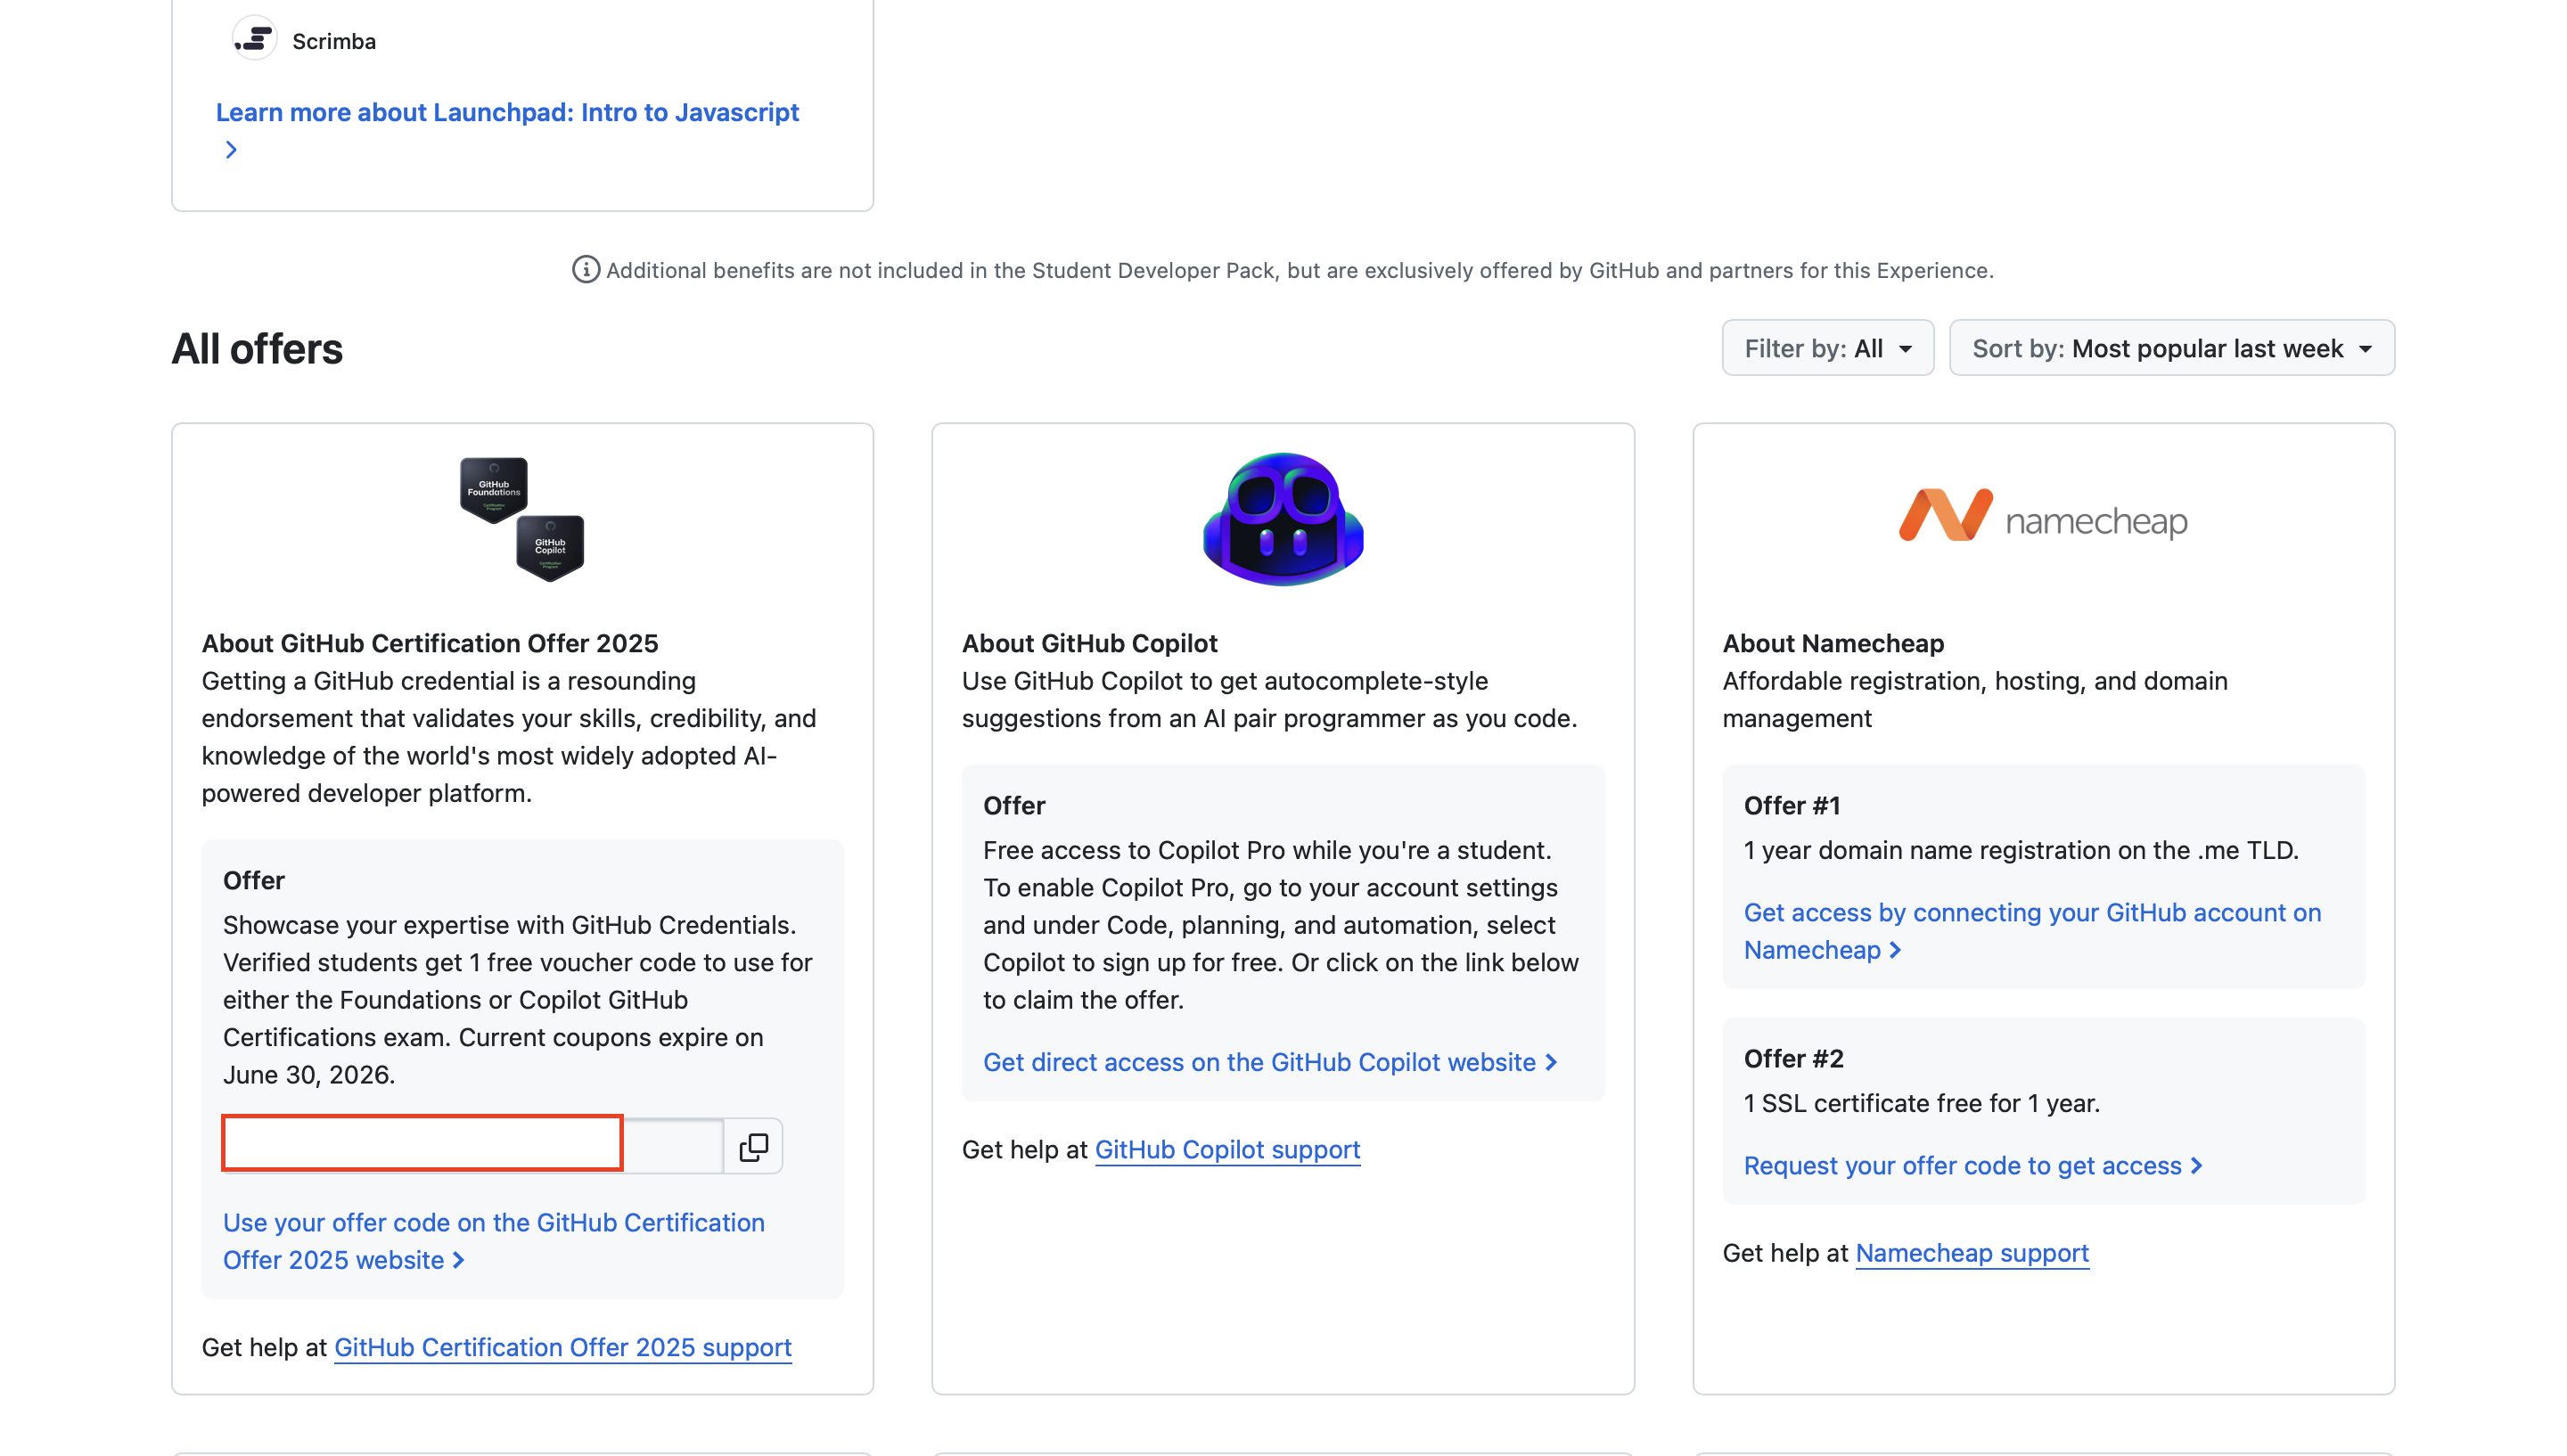 Scrimba
Learn more about Launchpad: Intro to Javascript
Additional benefits are not included in the Student Developer Pack, but are exclusively offered by GitHub and partners for this Experience.
All offers
Filter by: All
Sort by: Most popular last week
GitHub
Foundations
Certification
Program
GitHub
Copilot
Certification
Program
About GitHub Certification Offer 2025
Getting a GitHub credential is a resounding
endorsement that validates your skills, credibility, and
knowledge of the world's most widely adopted AI-
powered developer platform.
Offer
Showcase your expertise with GitHub Credentials.
Verified students get 1 free voucher code to use for
either the Foundations or Copilot GitHub
Certifications exam. Current coupons expire on
June 30, 2026.
Use your offer code on the GitHub Certification
Offer 2025 website
Get help at GitHub Certification Offer 2025 support
About GitHub Copilot
Use GitHub Copilot to get autocomplete-style
suggestions from an AI pair programmer as you code.
Offer
Free access to Copilot Pro while you're a student.
To enable Copilot Pro, go to your account settings
and under Code, planning, and automation, select
Copilot to sign up for free. Or click on the link below
to claim the offer.
Get direct access on the GitHub Copilot website
Get help at GitHub Copilot support
namecheap
About Namecheap
Affordable registration, hosting, and domain
management
Offer #1
1 year domain name registration on the .me TLD.
Get access by connecting your GitHub account on
Namecheap
Offer #2
1 SSL certificate free for 1 year.
Request your offer code to get access
Get help at Namecheap support